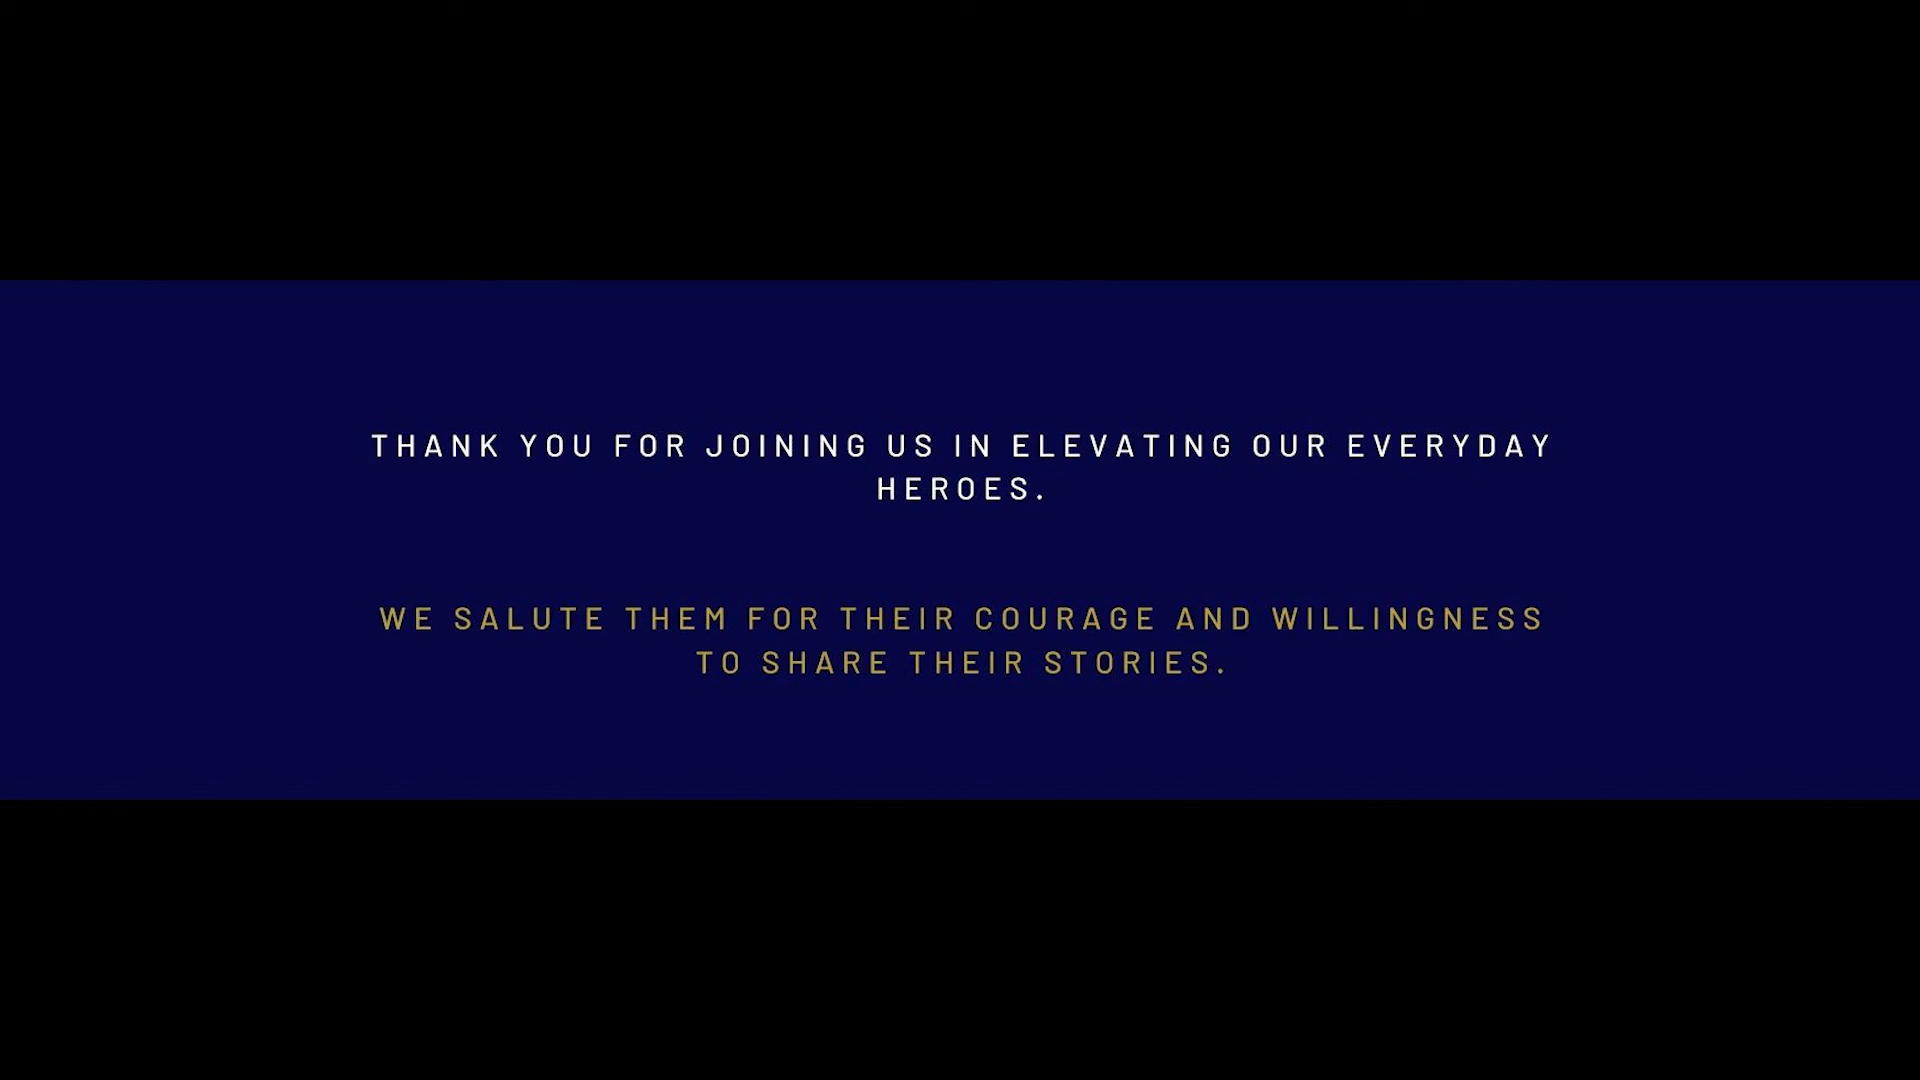 THANK YOU FOR JOINING US IN ELEVATING OUR EVERYDAY
HEROES.
WE SALUTE THEM FOR THEIR COURAGE AND WILLINGNESS
TO SHARE THEIR STORIES.